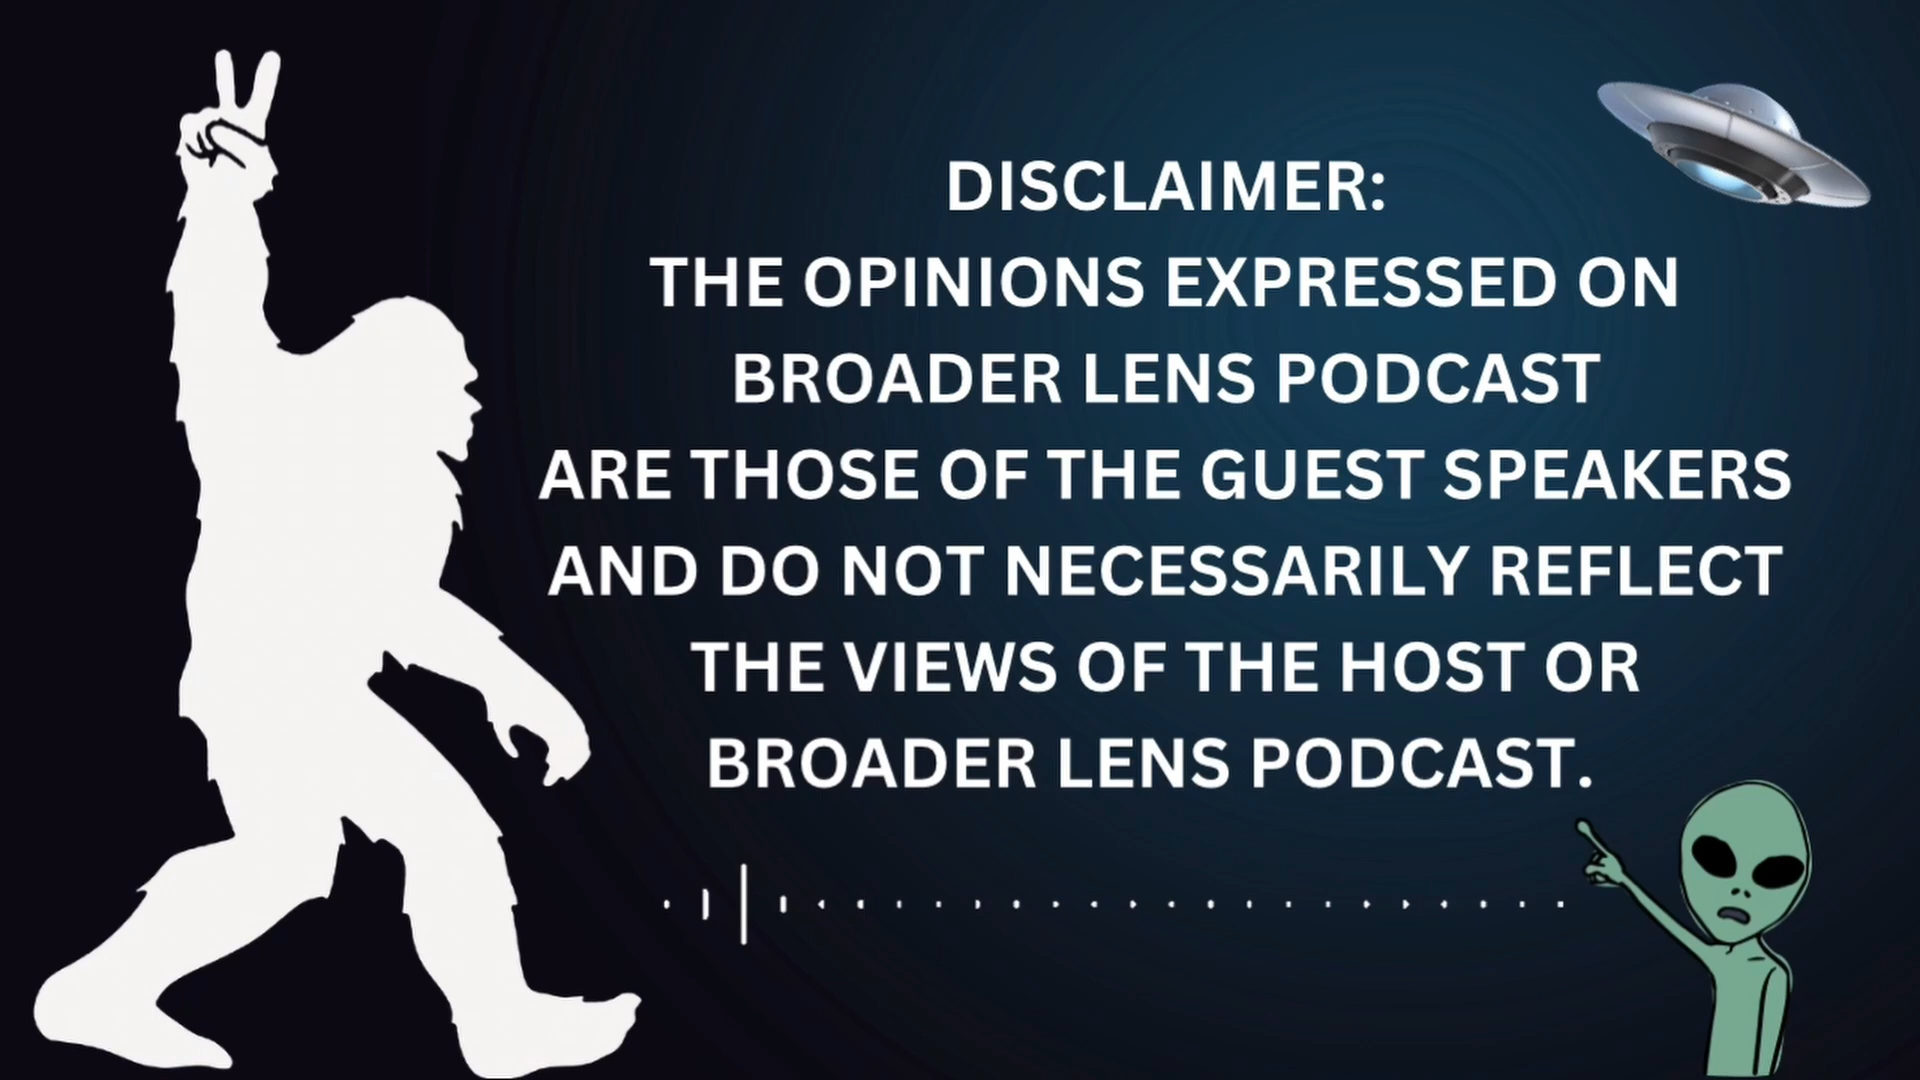 DISCLAIMER:
THE OPINIONS EXPRESSED ON
BROADER LENS PODCAST
ARE THOSE OF THE GUEST SPEAKERS
AND DO NOT NECESSARILY REFLECT
THE VIEWS OF THE HOST OR
BROADER LENS PODCAST.